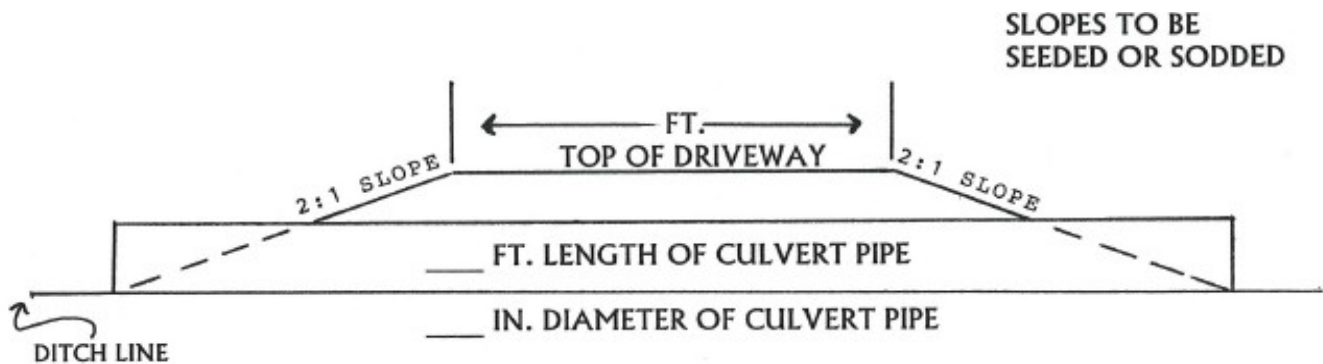 SLOPES TO BE
SEEDED OR SODDED
FT.
TOP OF DRIVEWAY
2:1 SLOPE
2:1 SLOPE
___ FT. LENGTH OF CULVERT PIPE
___ IN. DIAMETER OF CULVERT PIPE
DITCH LINE